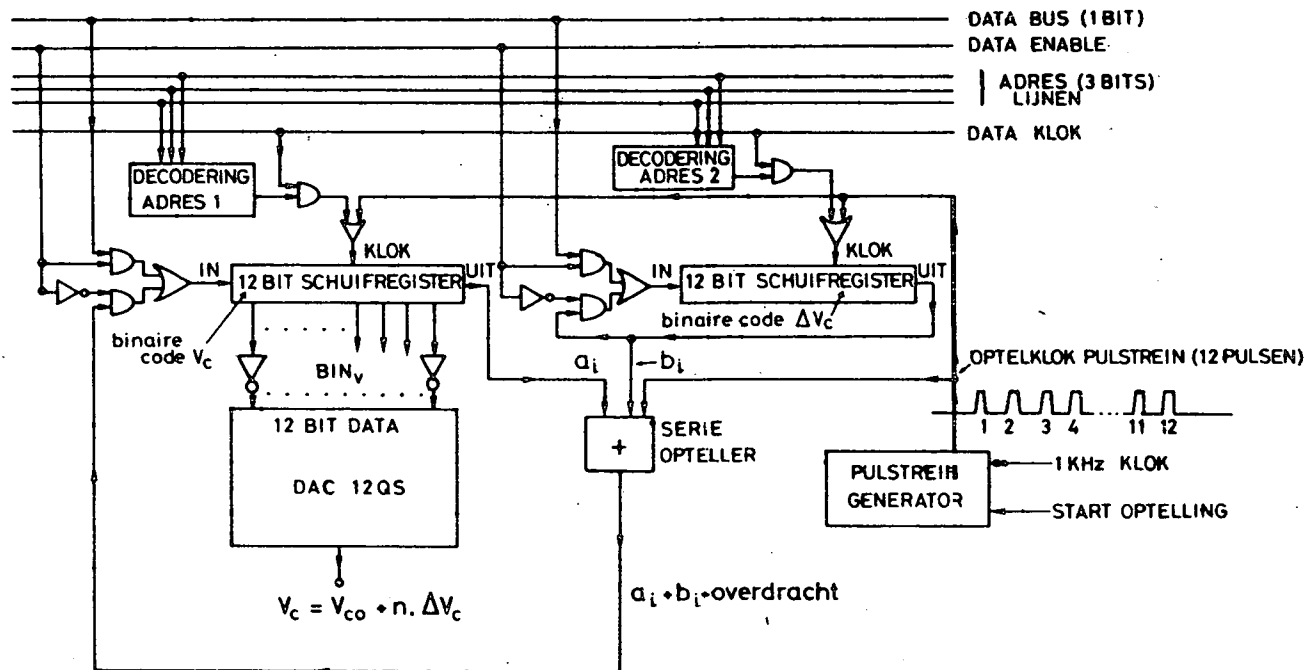 DATA BUS (1 BIT)
DATA ENABLE
ADRES (3 BITS)
LIJNEN
DATA KLOK
DECODERING
ADRES 1
DECODERING
ADRES 2
KLOK
KLOK
IN
12 BIT SCHUIFREGISTER
UIT
IN
12 BIT SCHUIFREGISTER
UIT
binaire
code Vc
binaire code ΔVc
BINv
ai
bi
OPTELKLOK PULSTREIN (12 PULSEN)
1 2 3 4 11 12
12 BIT DATA
DAC 12QS
+
SERIE
OPTELLER
PULSTREIN
GENERATOR
1 KHz KLOK
START OPTELLING
Vc = Vco + n. ΔVc
ai + bi + overdracht